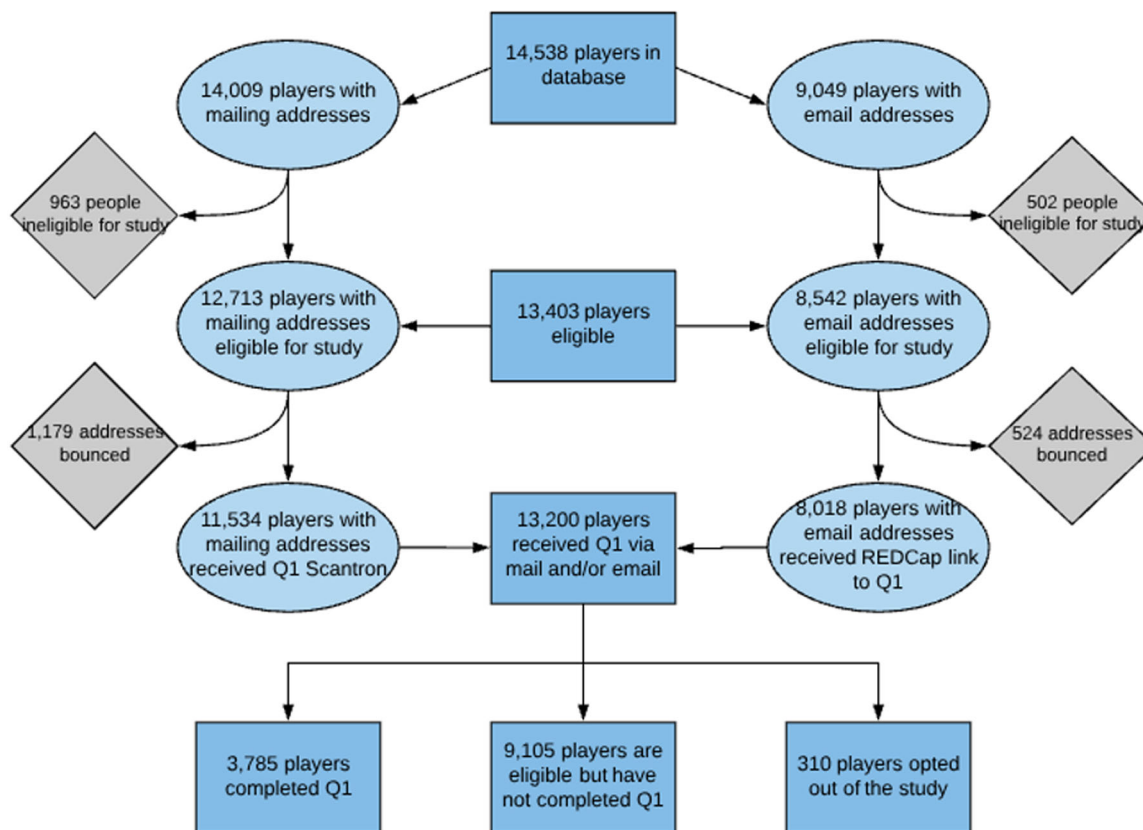 14,538 players in
database
14,009 players with
mailing addresses
9,049 players with
email addresses
963 people
ineligible for study
502 people
ineligible for study
12,713 players with
mailing addresses
eligible for study
13,403 players
eligible
8,542 players with
email addresses
eligible for study
1,179 addresses
bounced
524 addresses
bounced
11,534 players with
mailing addresses
received Q1 Scantron
13,200 players
received Q1 via
mail and/or email
8,018 players with
email addresses
received REDCap link
to Q1
3,785 players
completed Q1
9,105 players are
eligible but have
not completed Q1
310 players opted
out of the study